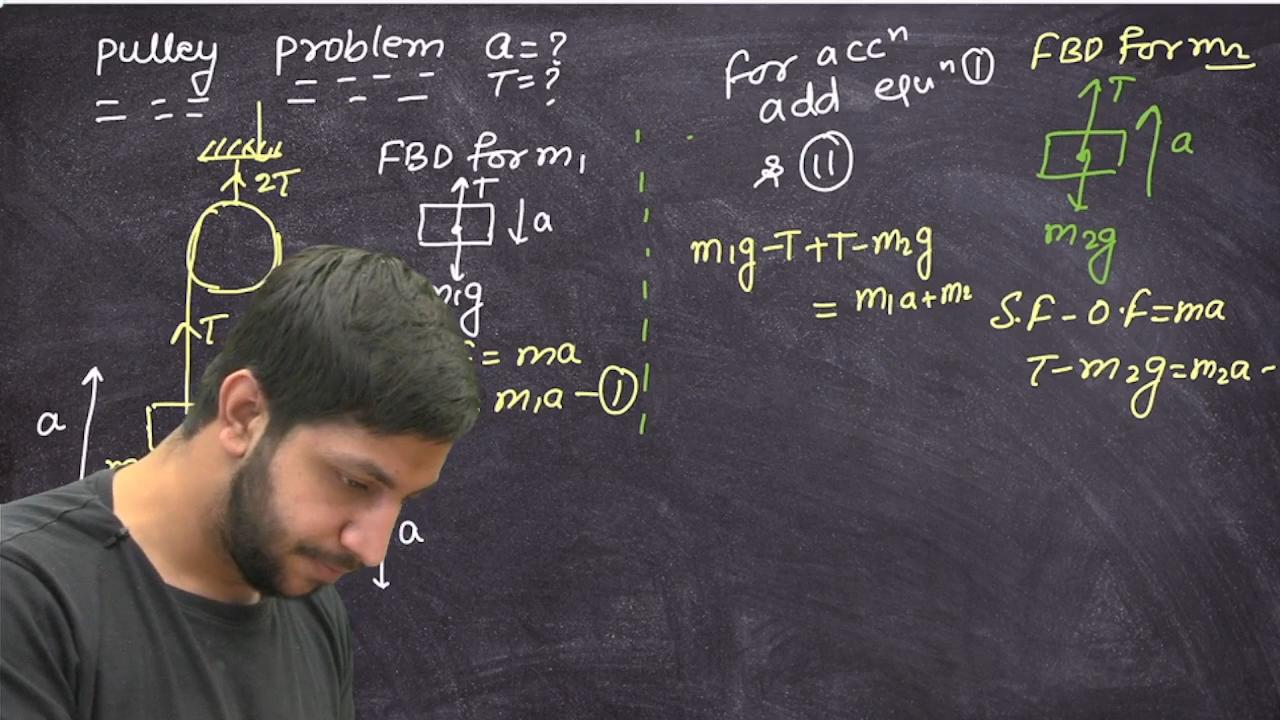 pulley problem a = ?
T = ?
2T
T
a
FBD for m1
T
a
m1g
= ma
m1a - (1)
a
for accn
add equn (1)
& (11)
m1g - T + T - m2g
= m1a + m2
FBD for m2
T
a
m2g
S.F - O.F = ma
T - m2g = m2a -